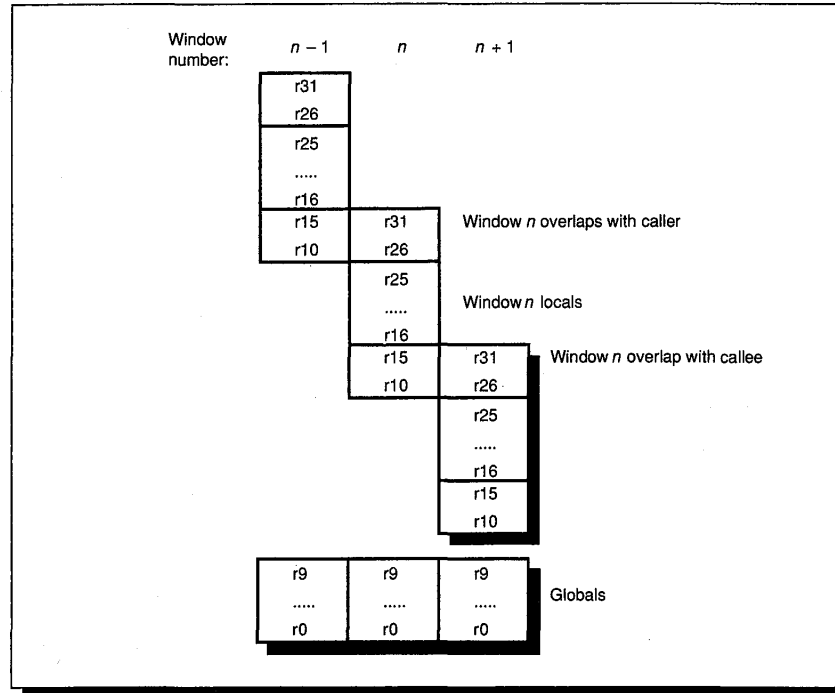 Window number: n – 1 n n + 1
r31
r26
r25
.....
r16
r15 r31 Window n overlaps with caller
r10 r26
r25
..... Window n locals
r16
r15 r31 Window n overlap with callee
r10 r26
r25
.....
r16
r15
r10
r9 r9 r9
..... ..... ..... Globals
r0 r0 r0